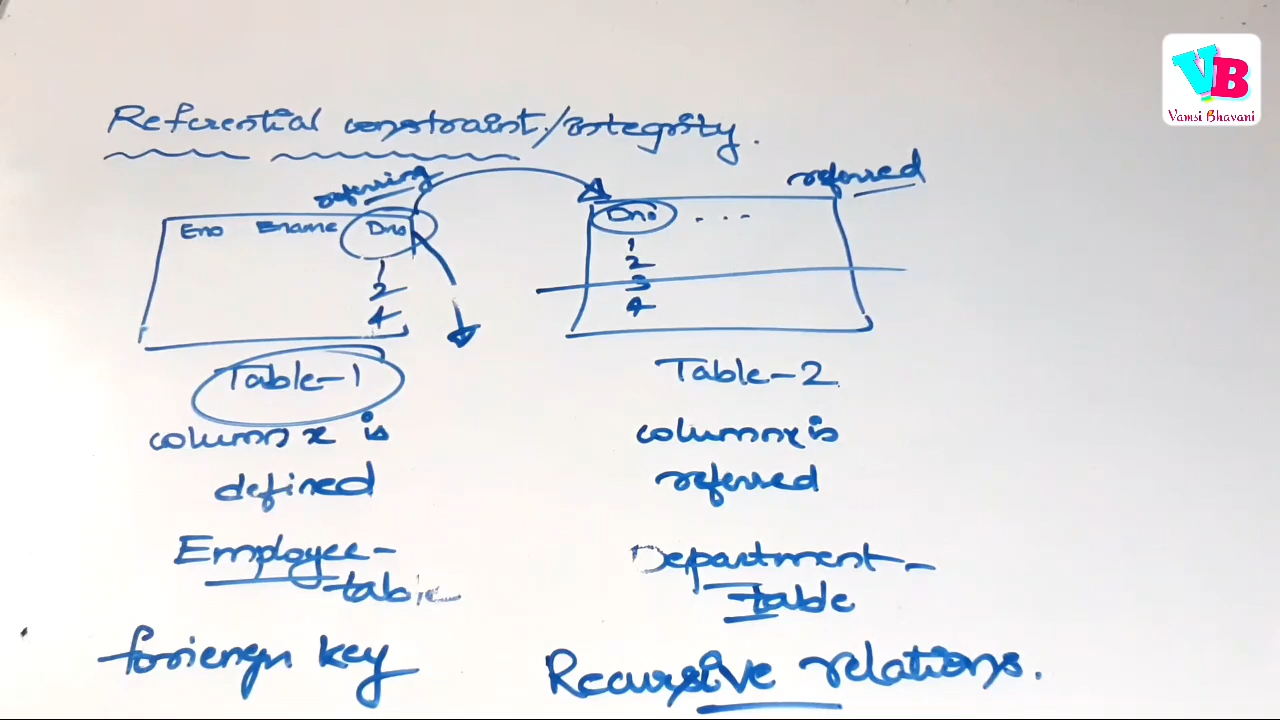 VB
Vamsi Bhavani
Referential constraint/integrity.
referring
referred
Eno Ename Dno
1
2
4
Dno ...
1
2
3
4
Table-1
Table-2
column x is
defined
column x is
referred
Employee-
table
Department-
table
foriengn key
Recursive relations.